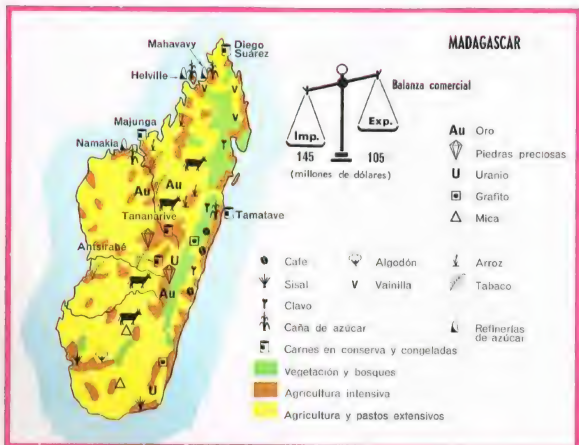 MADAGASCAR
Mahavavy
Diego
Suárez
Helville
Majunga
Namakia
Au
Au
Tananarive
Tamatave
Antsirabé
U
Au
U
Balanza comercial
Imp.
Exp.
145
105
(millones de dólares)
Au Oro
Piedras preciosas
U Uranio
Grafito
Mica
Cafe
Algodón
Arroz
Sisal
V Vainilla
Tabaco
Clavo
Caña de azúcar
Refinerías
de azúcar
Carnes en conserva y congeladas
Vegetación y bosques
Agricultura intensiva
Agricultura y pastos extensivos